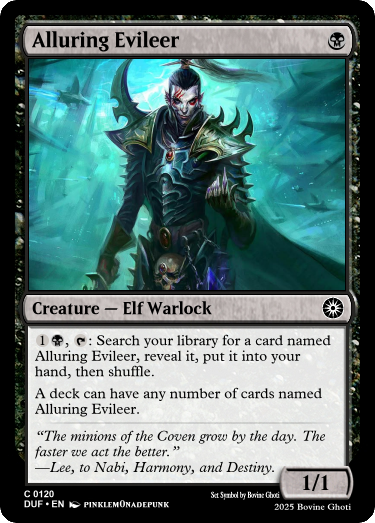 Alluring Evileer
Creature — Elf Warlock
1, : Search your library for a card named
Alluring Evileer, reveal it, put it into your
hand, then shuffle.
A deck can have any number of cards named
Alluring Evileer.
“The minions of the Coven grow by the day. The
faster we act the better.”
—Lee, to Nabi, Harmony, and Destiny.
1/1
C 0120
DUF • EN PINKLEM0NADEPUNK
Set Symbol by Bovine Ghoti
2025 Bovine Ghoti